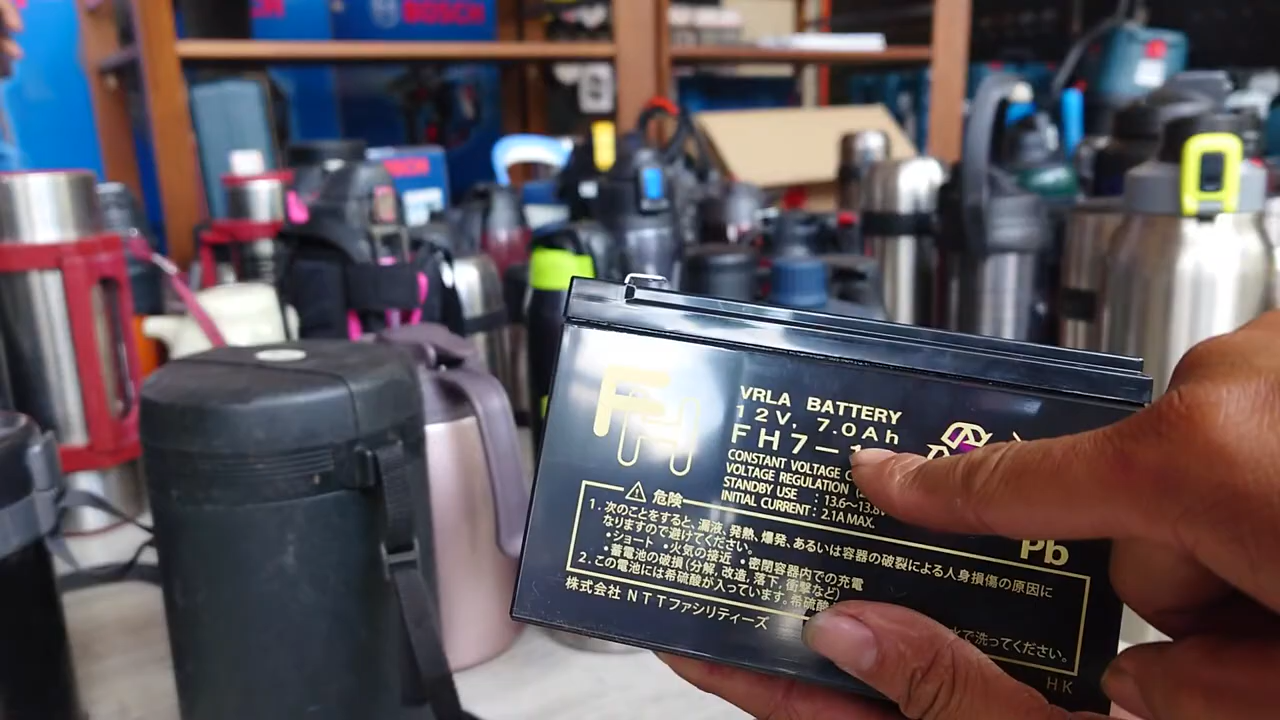 BOSCH
BOSCH
FH
VRLA BATTERY
12V, 7.0Ah
FH7-1
CONSTANT VOLTAGE
VOLTAGE REGULATION
STANDBY USE : 13.6~13.8V
INITIAL CURRENT : 2.1A MAX.
Pb
危険
1. 次のことをすると、漏液、発熱、爆発、あるいは容器の破裂による人身損傷の原因に
なりますので避けてください。
・ショート ・火気の接近 ・密閉容器内での充電
・蓄電池の破損(分解, 改造, 落下, 衝撃など)
2. この電池には希硫酸が入っています。希硫酸 水で洗ってください。
株式会社 NTTファシリティーズ
HK